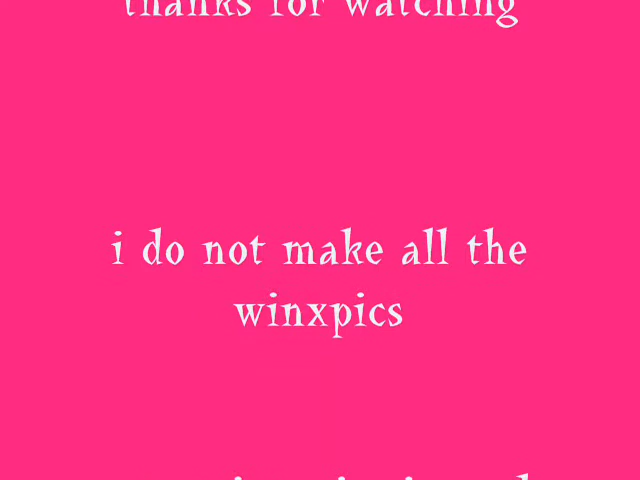 thanks for watching
i do not make all the
winxpics